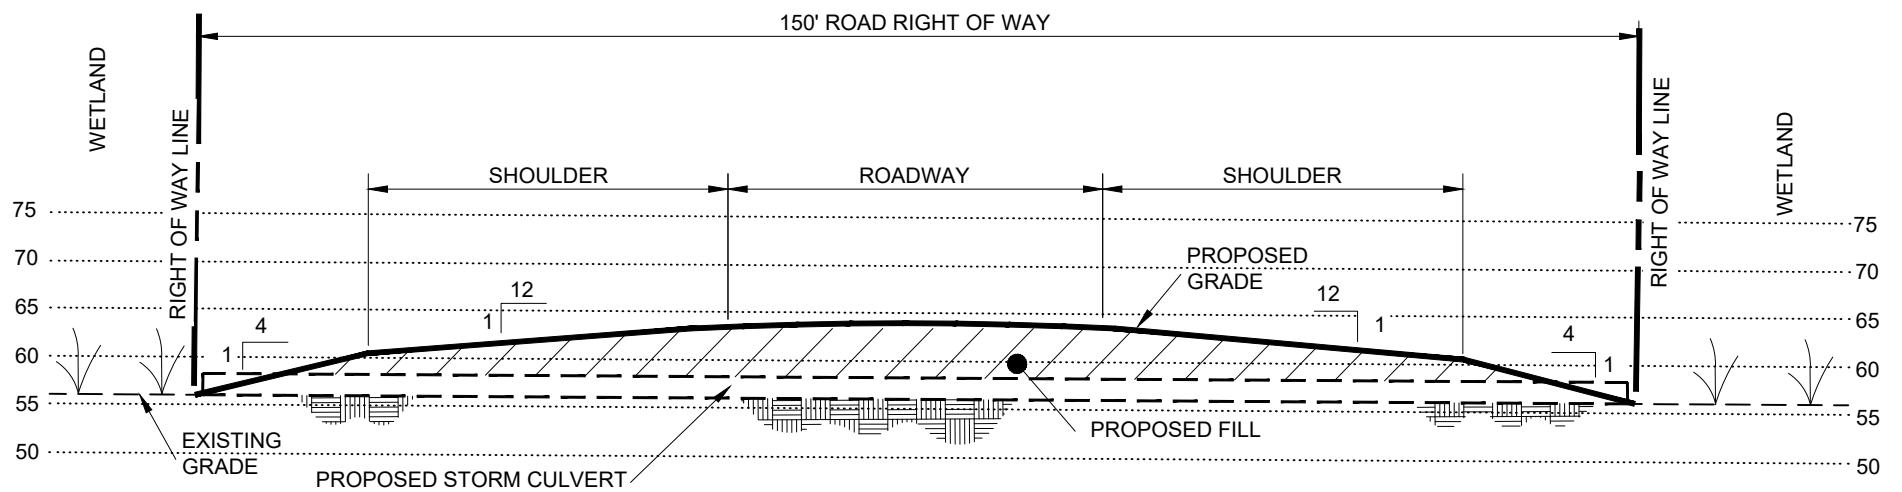 150' ROAD RIGHT OF WAY
WETLAND
RIGHT OF WAY LINE
SHOULDER
ROADWAY
SHOULDER
RIGHT OF WAY LINE
WETLAND
75
75
70
PROPOSED
GRADE
70
65
12
1
12
1
65
4
1
4
1
60
60
55
55
EXISTING
GRADE
PROPOSED FILL
50
PROPOSED STORM CULVERT
50